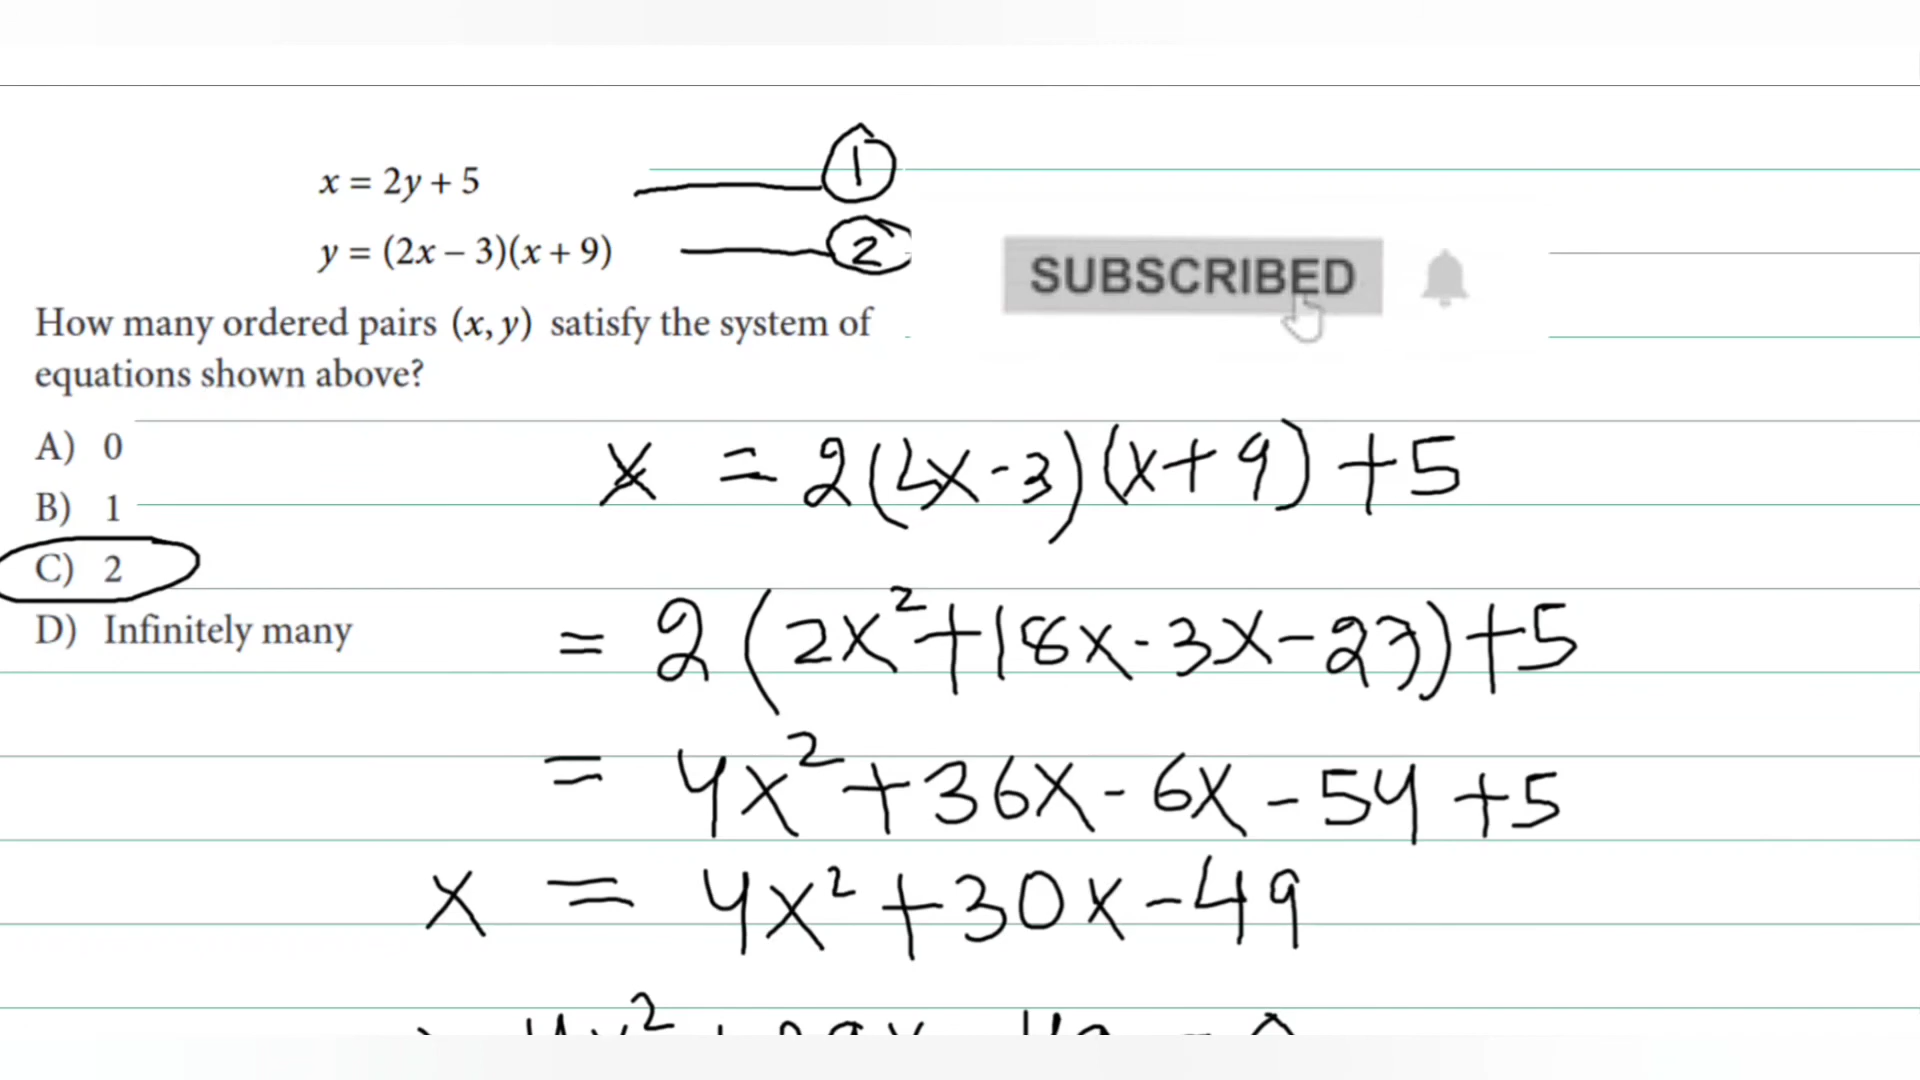 x = 2y + 5 ——— ①
y = (2x – 3)(x + 9) ——— ②
SUBSCRIBED
How many ordered pairs (x, y) satisfy the system of
equations shown above?
A) 0
B) 1
C) 2
D) Infinitely many
x = 2(2x-3)(x+9)+5
= 2(2x²+18x-3x-27)+5
= 4x²+36x-6x-54+5
x = 4x²+30x-49